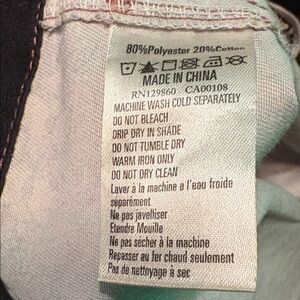 80%Polyester 20%Cotton
MADE IN CHINA
RN129860 CA00108
MACHINE WASH COLD SEPARATELY
DO NOT BLEACH
DRIP DRY IN SHADE
DO NOT TUMBLE DRY
WARM IRON ONLY
DO NOT DRY CLEAN
Laver à la machine a l'eau froide
separément
Ne pas javelliser
Etendre Mouille
Ne pas sècher à la machine
Repasser au fer chaud seulement
Pas de nettoyage à sec